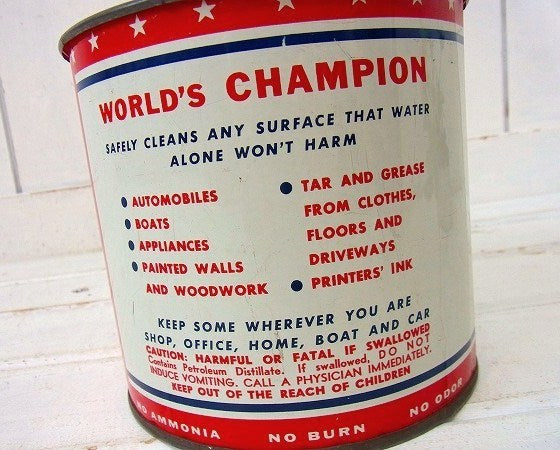 WORLD'S CHAMPION
SAFELY CLEANS ANY SURFACE THAT WATER
ALONE WON'T HARM
• AUTOMOBILES
• BOATS
• APPLIANCES
• PAINTED WALLS
AND WOODWORK
• TAR AND GREASE
FROM CLOTHES,
FLOORS AND
DRIVEWAYS
• PRINTERS' INK
KEEP SOME WHEREVER YOU ARE
SHOP, OFFICE, HOME, BOAT AND CAR
CAUTION: HARMFUL OR FATAL IF SWALLOWED
Contains Petroleum Distillate. If swallowed, DO NOT
INDUCE VOMITING. CALL A PHYSICIAN IMMEDIATELY.
KEEP OUT OF THE REACH OF CHILDREN
NO AMMONIA NO BURN NO ODOR